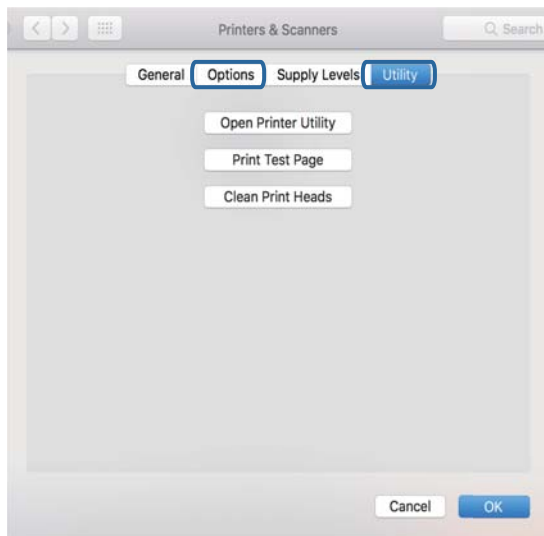 Printers & Scanners Search
General Options Supply Levels Utility
Open Printer Utility
Print Test Page
Clean Print Heads
Cancel OK